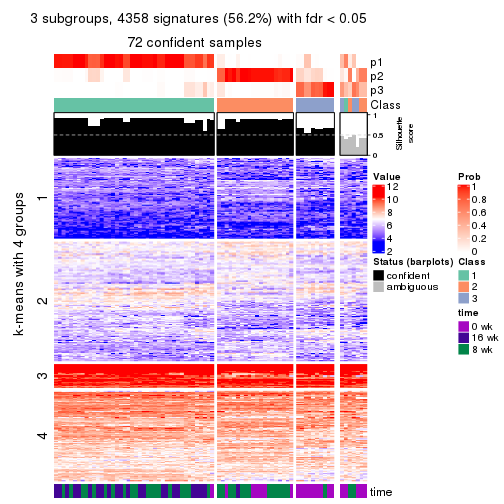 3 subgroups, 4358 signatures (56.2%) with fdr < 0.05
72 confident samples
p1
p2
p3
Class
1
0.5
0
Silhouette
score
k-means with 4 groups
1
2
3
4
time
Value
12
10
8
6
4
2
Prob
1
0.8
0.6
0.4
0.2
0
Status (barplots)
confident
ambiguous
Class
1
2
3
time
0 wk
16 wk
8 wk